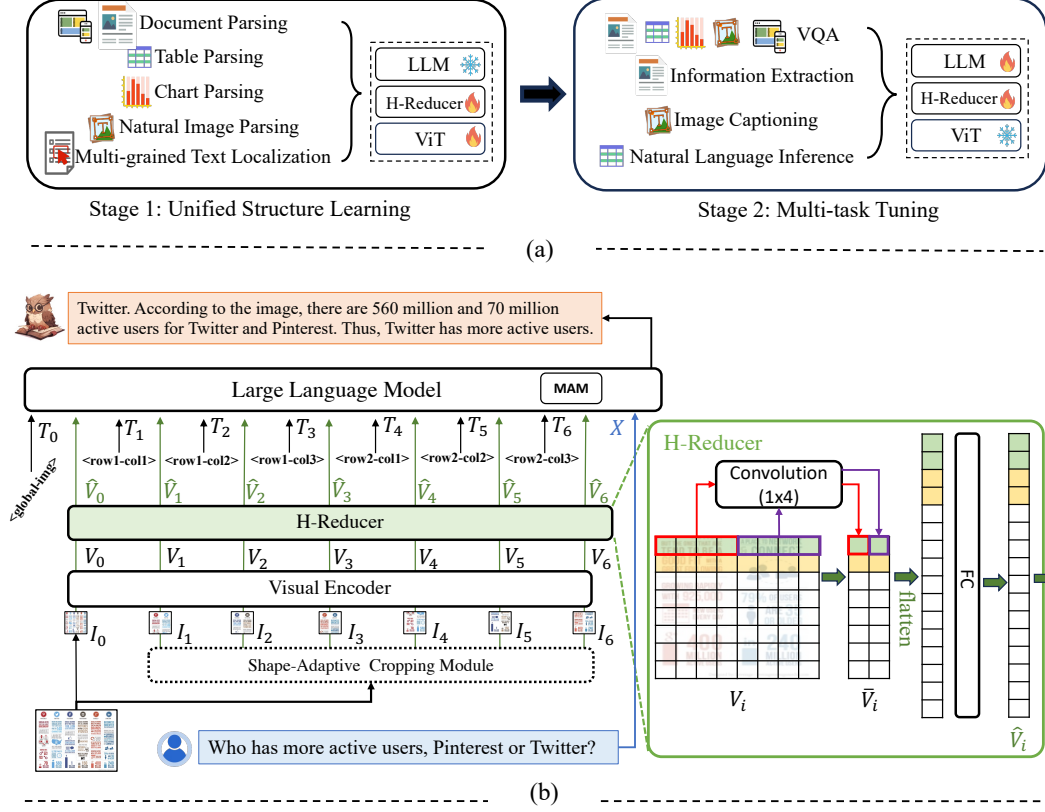 (a)
Document Parsing
Table Parsing
Chart Parsing
Natural Image Parsing
Multi-grained Text Localization
LLM
H-Reducer
ViT
Stage 1: Unified Structure Learning
VQA
Information Extraction
Image Captioning
Natural Language Inference
LLM
H-Reducer
ViT
Stage 2: Multi-task Tuning
(a)
Twitter. According to the image, there are 560 million and 70 million
active users for Twitter and Pinterest. Thus, Twitter has more active users.
Large Language Model
MAM
T0 T1 T2 T3 T4 T5 T6 X
<global-img> <row1-col1> <row1-col2> <row1-col3> <row2-col1> <row2-col2> <row2-col3>
V̂0 V̂1 V̂2 V̂3 V̂4 V̂5 V̂6
H-Reducer
V0 V1 V2 V3 V4 V5 V6
Visual Encoder
I0 I1 I2 I3 I4 I5 I6
Shape-Adaptive Cropping Module
Who has more active users, Pinterest or Twitter?
H-Reducer
Convolution
(1x4)
Vi
V̄i
flatten
FC
V̂i
(b)